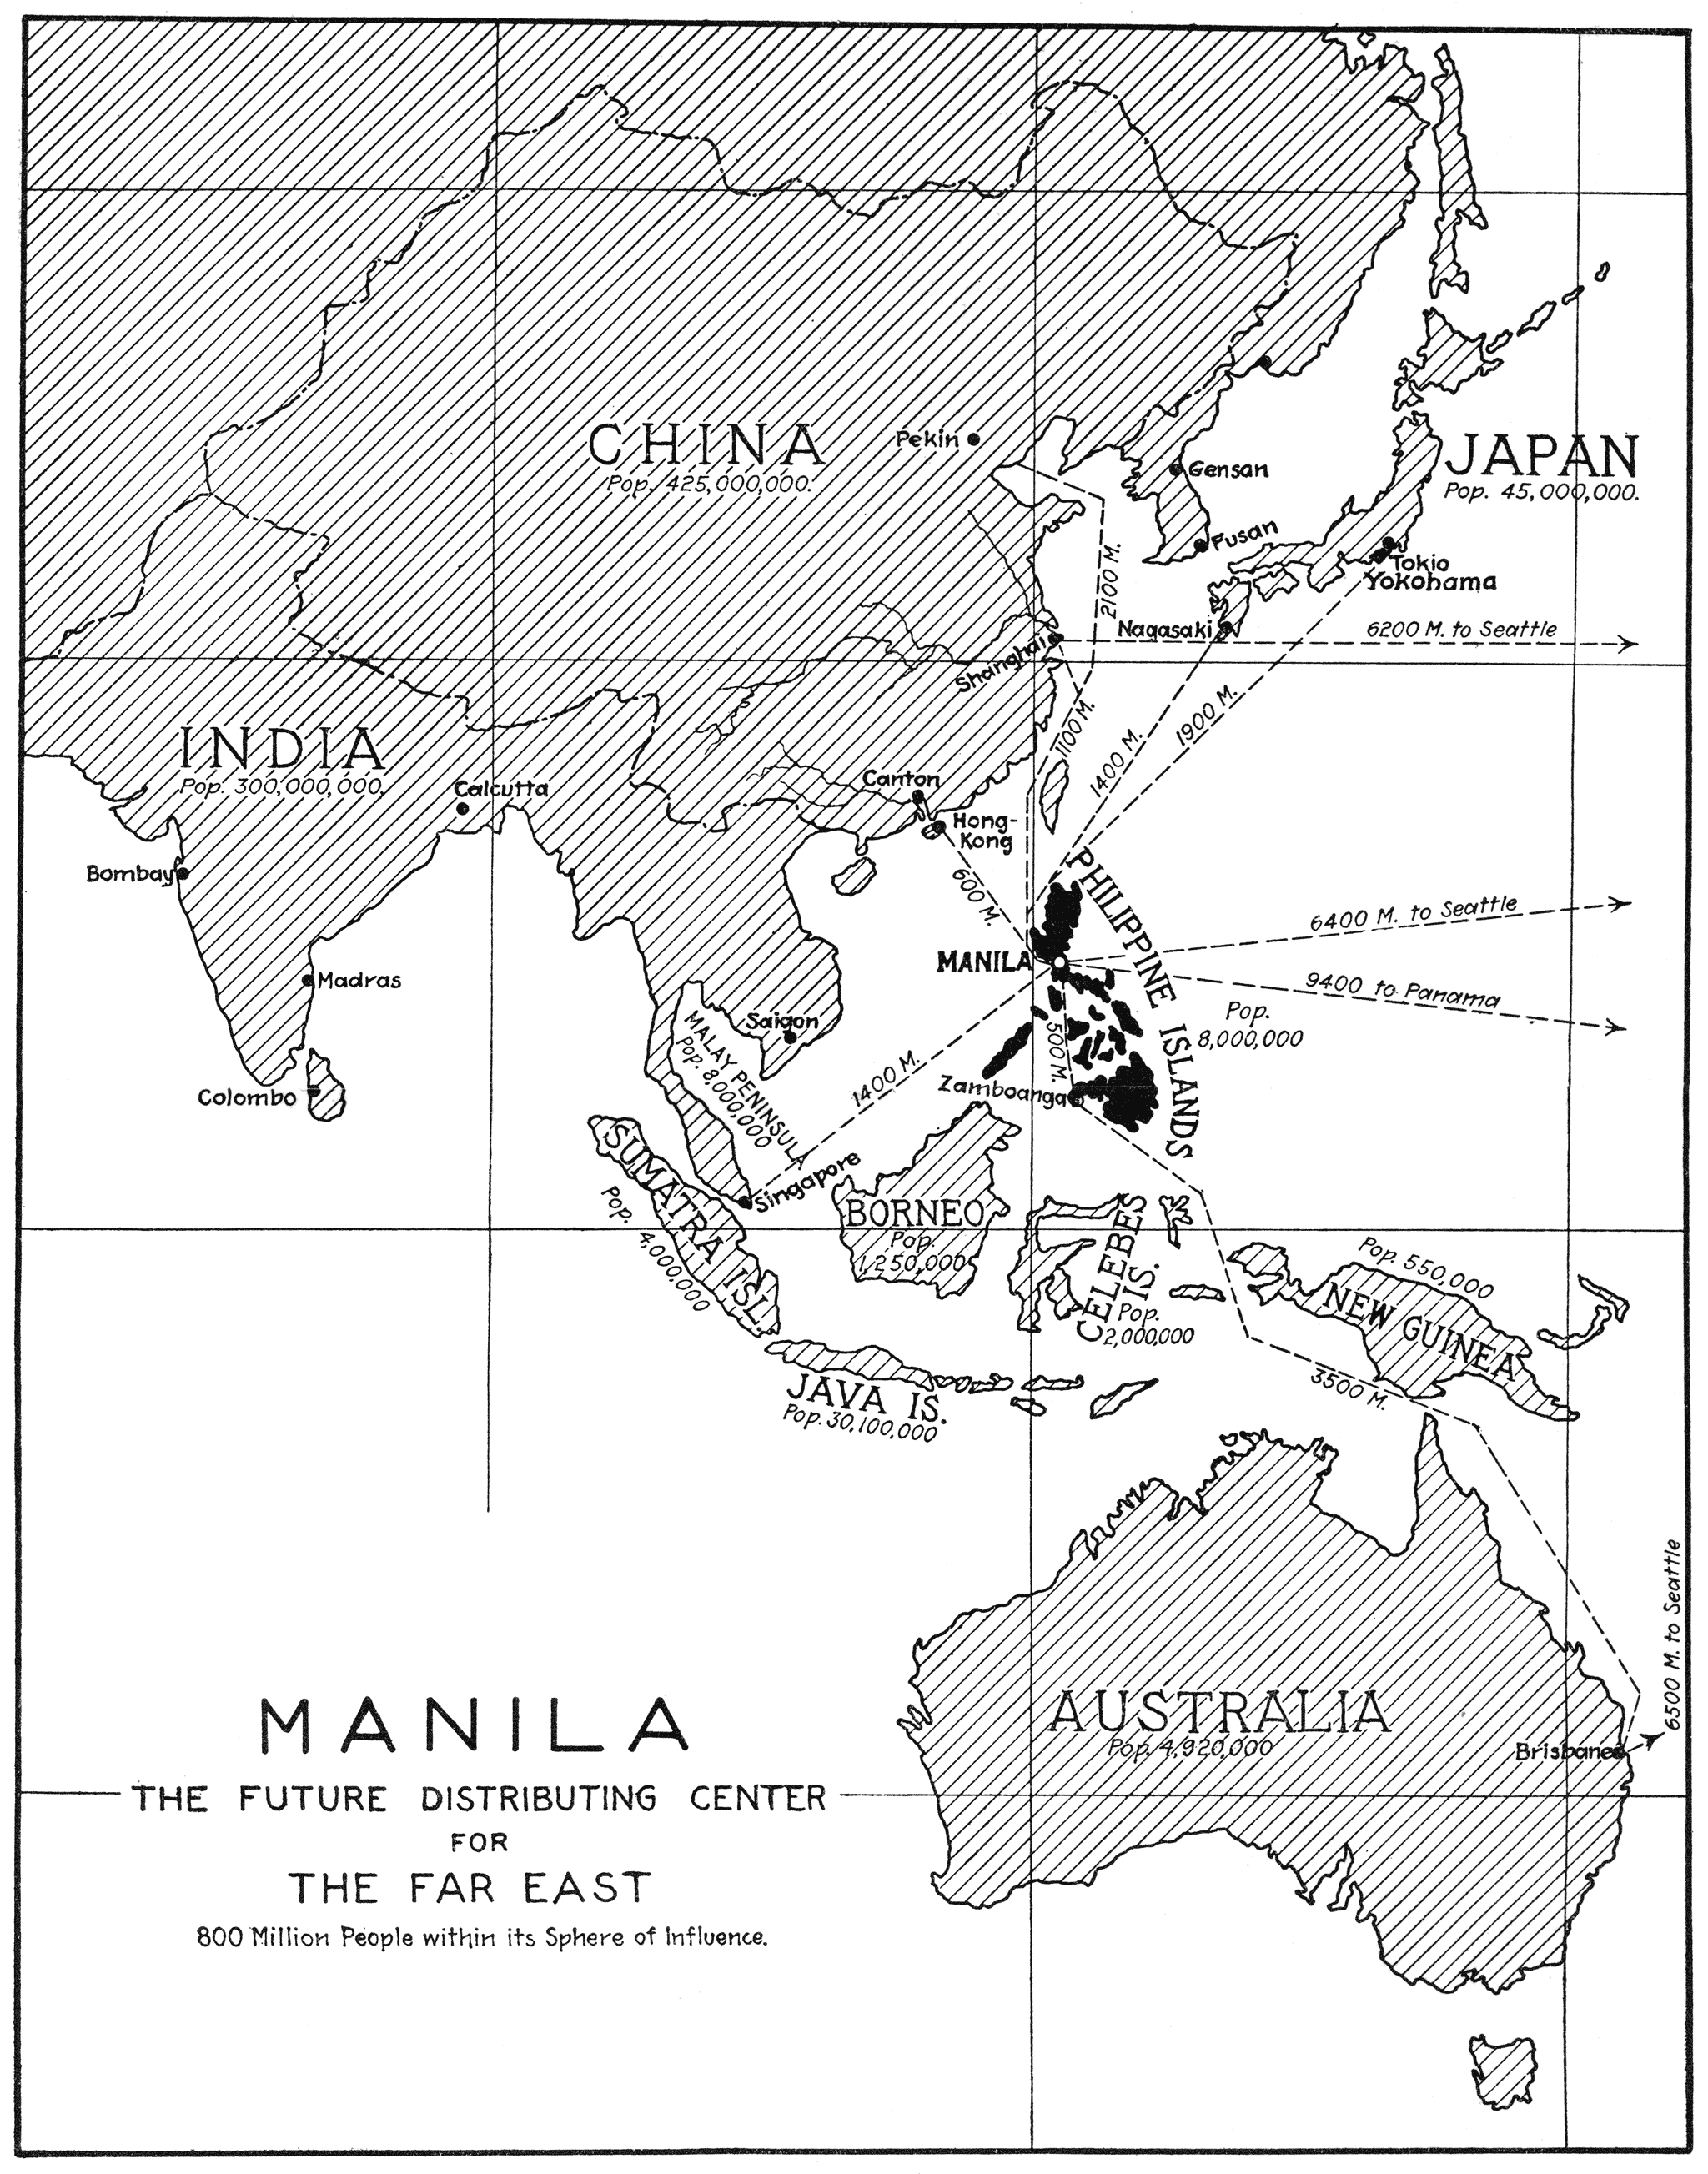 CHINA
Pop. 425,000,000.
Pekin
JAPAN
Pop. 45,000,000.
Gensan
Fusan
Tokio
Yokohama
2100 M.
Nagasaki
6200 M. to Seattle
Shanghai
1100 M.
1400 M.
1900 M.
INDIA
Pop. 300,000,000.
Calcutta
Canton
Hong-
Kong
Bombay
600 M.
PHILIPPINE ISLANDS
6400 M. to Seattle
MANILA
Madras
9400 to Panama
Pop.
8,000,000
Saigon
MALAY PENINSULA
Pop. 8,000,000
500 M.
1400 M.
Zamboanga
Colombo
SUMATRA ISL.
Pop.
4,000,000
Singapore
BORNEO
Pop.
1,250,000
CELEBES
IS.
Pop.
2,000,000
Pop. 550,000
NEW GUINEA
3500 M.
JAVA IS.
Pop. 30,100,000
6500 M. to Seattle
AUSTRALIA
Pop. 4,920,000
Brisbane
MANILA
THE FUTURE DISTRIBUTING CENTER
FOR
THE FAR EAST
800 Million People within its Sphere of Influence.